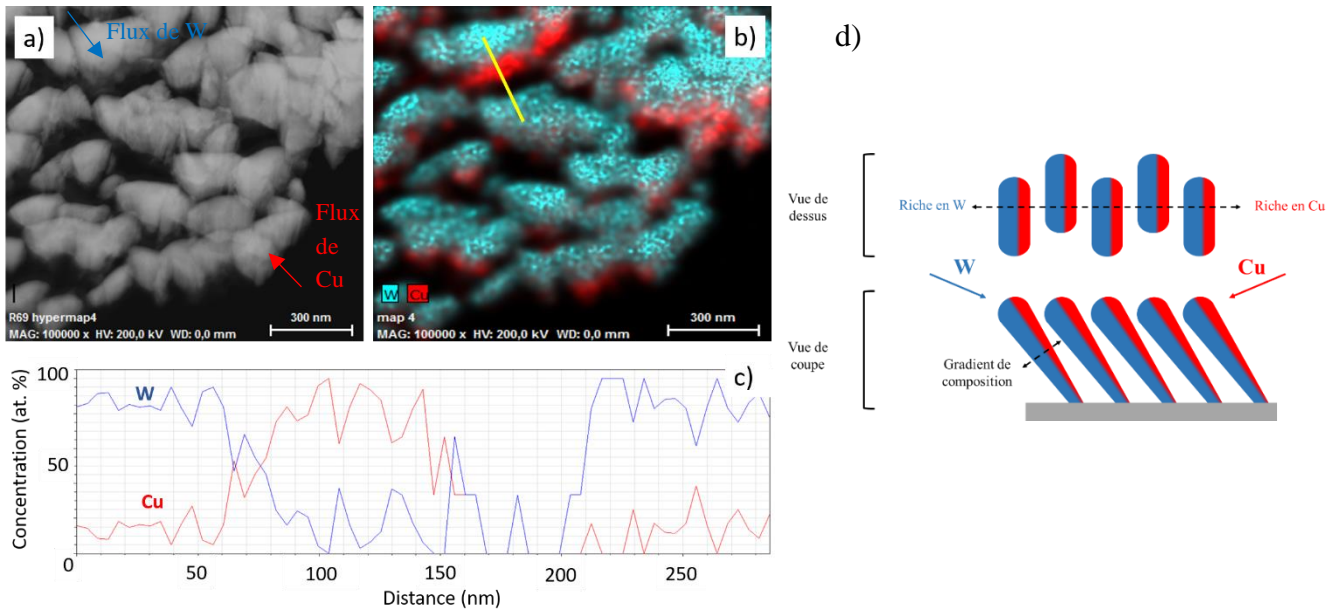 a)
Flux de W
Flux
de
Cu
R69 hypermap4
MAG: 100000 x HV: 200,0 kV WD: 0,0 mm
300 nm
b)
W Cu
map 4
MAG: 100000 x HV: 200,0 kV WD: 0,0 mm
300 nm
c)
Concentration (at. %)
100
50
0
W
Cu
0 50 100 150 200 250
Distance (nm)
d)
Vue de
dessus
Riche en W
Riche en Cu
W
Cu
Vue de
coupe
Gradient de
composition